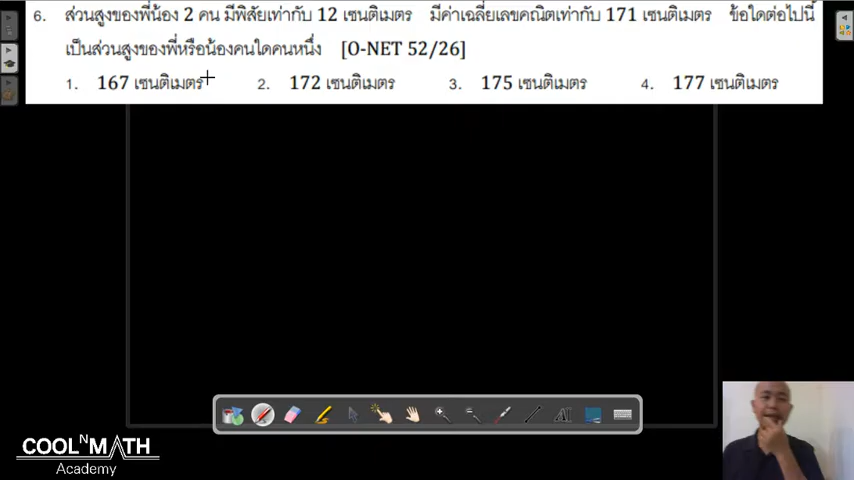 6. ส่วนสูงของพี่น้อง 2 คน มีพิสัยเท่ากับ 12 เซนติเมตร มีค่าเฉลี่ยเลขคณิตเท่ากับ 171 เซนติเมตร ข้อใดต่อไปนี้
เป็นส่วนสูงของพี่หรือน้องคนใดคนหนึ่ง [O-NET 52/26]
1. 167 เซนติเมตร 2. 172 เซนติเมตร 3. 175 เซนติเมตร 4. 177 เซนติเมตร
AI
COOL N MATH
Academy